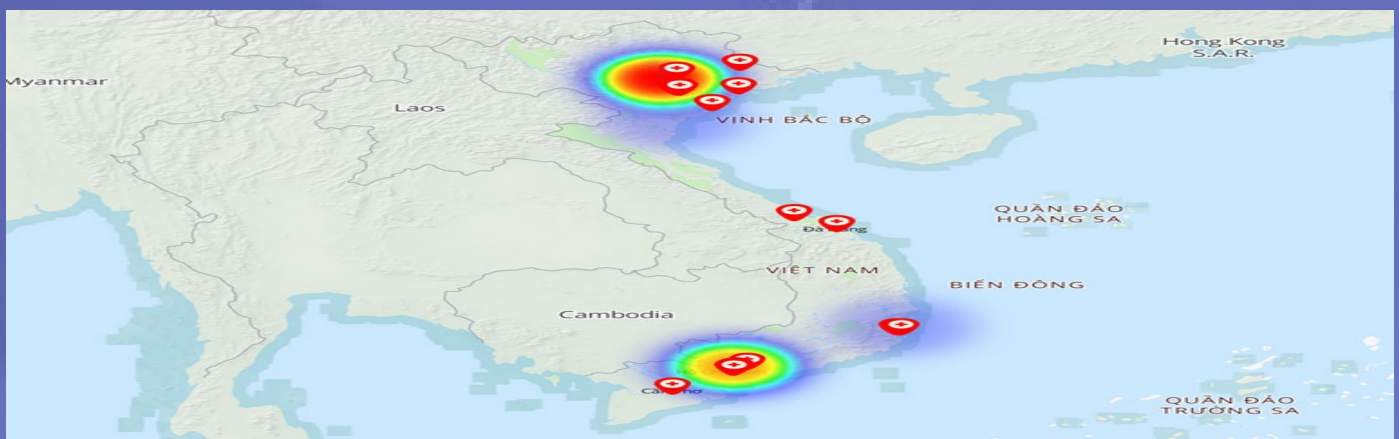 Hong Kong
S.A.R.
Myanmar
Laos
VỊNH BẮC BỘ
QUẦN ĐẢO
HOÀNG SA
VIỆT NAM
BIỂN ĐÔNG
Cambodia
QUẦN ĐẢO
TRƯỜNG SA